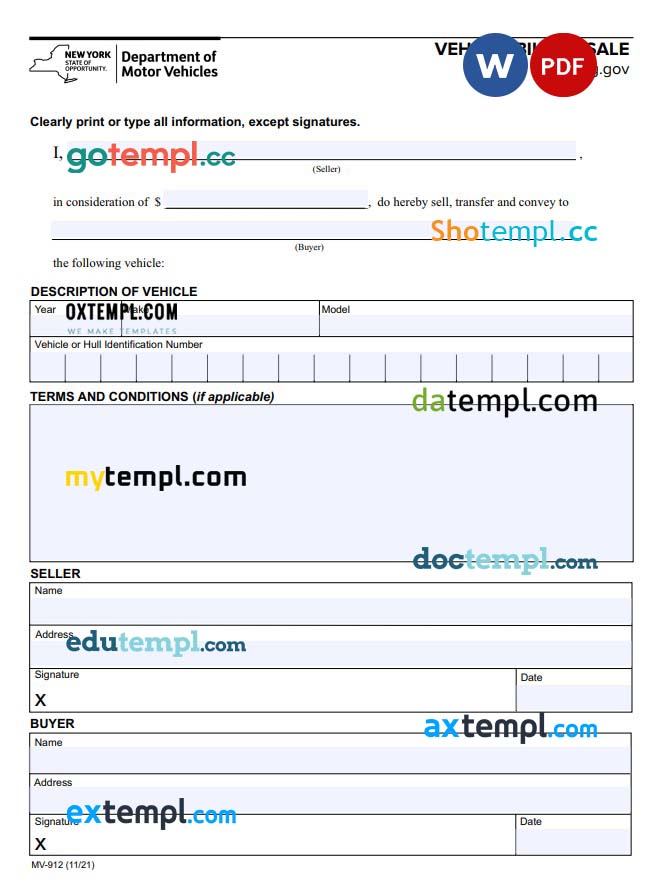 NEW YORK
STATE OF
OPPORTUNITY.
Department of
Motor Vehicles
SALE
W
PDF
.gov
Clearly print or type all information, except signatures.
I,
gotempl.cc
,
(Seller)
in consideration of $ , do hereby sell, transfer and convey to
Shotempl.cc
(Buyer)
the following vehicle:
DESCRIPTION OF VEHICLE
Year Make Model
OXTEMPL.COM
WE MAKE TEMPLATES
Vehicle or Hull Identification Number
TERMS AND CONDITIONS (if applicable)
datempl.com
mytempl.com
doctempl.com
SELLER
Name
Address
edutempl.com
Signature Date
X
BUYER
axtempl.com
Name
Address
extempl.com
Signature Date
X
MV-912 (11/21)